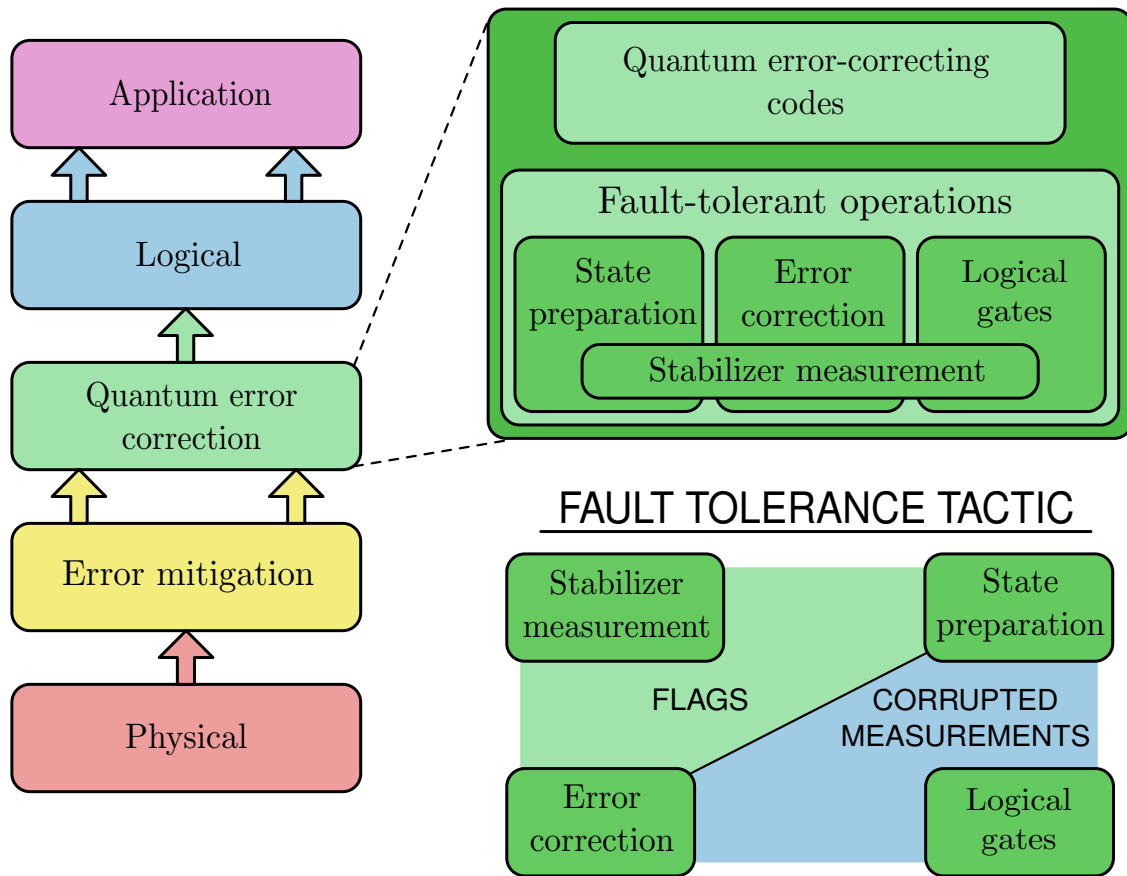 Application
Logical
Quantum error
correction
Error mitigation
Physical
Quantum error-correcting
codes
Fault-tolerant operations
State
preparation
Error
correction
Logical
gates
Stabilizer measurement
FAULT TOLERANCE TACTIC
Stabilizer
measurement
State
preparation
FLAGS
CORRUPTED
MEASUREMENTS
Error
correction
Logical
gates